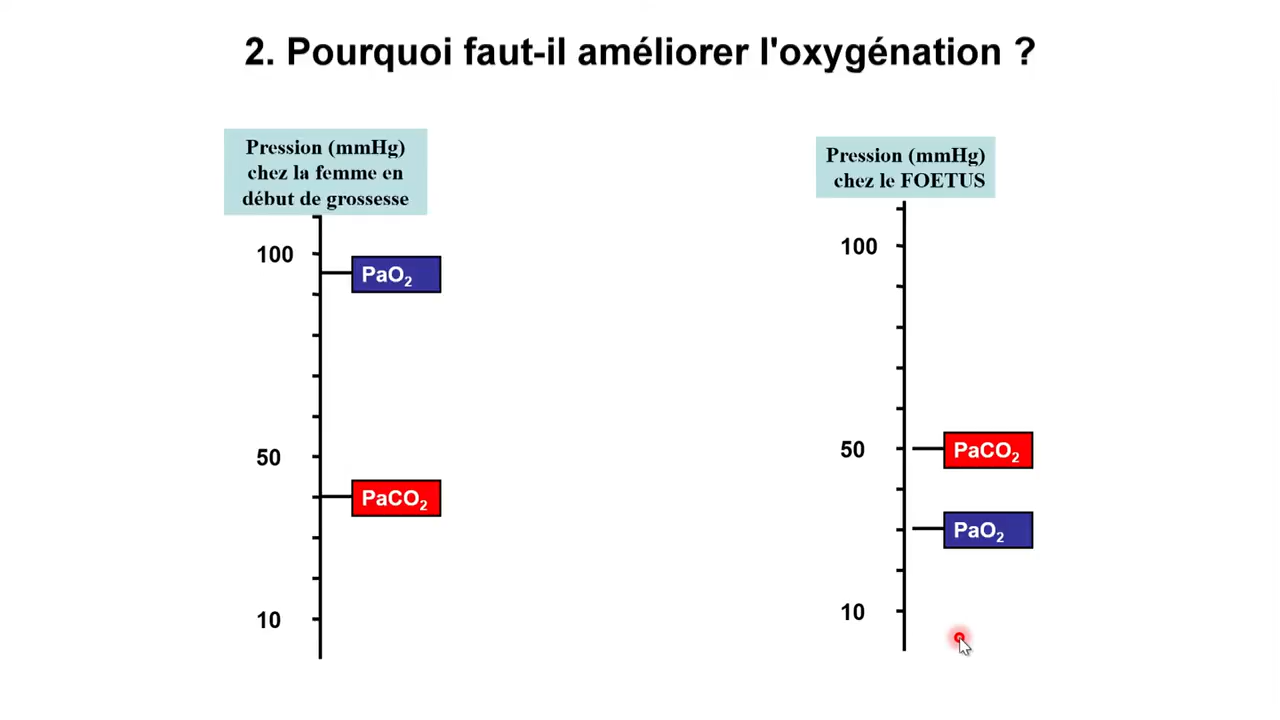 2. Pourquoi faut-il améliorer l'oxygénation ?
Pression (mmHg)
chez la femme en
début de grossesse
100
PaO₂
50
PaCO₂
10
Pression (mmHg)
chez le FOETUS
100
50
PaCO₂
PaO₂
10